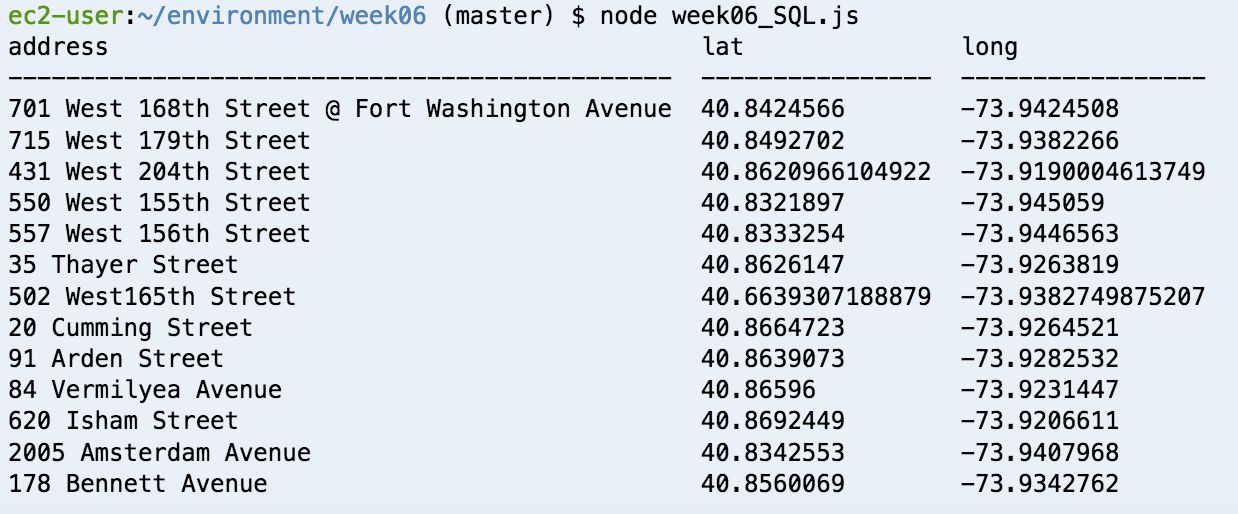 ec2-user:~/environment/week06 (master) $ node week06_SQL.js
address lat long
---------------------------------------------- ---------------- -----------------
701 West 168th Street @ Fort Washington Avenue 40.8424566 -73.9424508
715 West 179th Street 40.8492702 -73.9382266
431 West 204th Street 40.8620966104922 -73.9190004613749
550 West 155th Street 40.8321897 -73.945059
557 West 156th Street 40.8333254 -73.9446563
35 Thayer Street 40.8626147 -73.9263819
502 West165th Street 40.6639307188879 -73.9382749875207
20 Cumming Street 40.8664723 -73.9264521
91 Arden Street 40.8639073 -73.9282532
84 Vermilyea Avenue 40.86596 -73.9231447
620 Isham Street 40.8692449 -73.9206611
2005 Amsterdam Avenue 40.8342553 -73.9407968
178 Bennett Avenue 40.8560069 -73.9342762